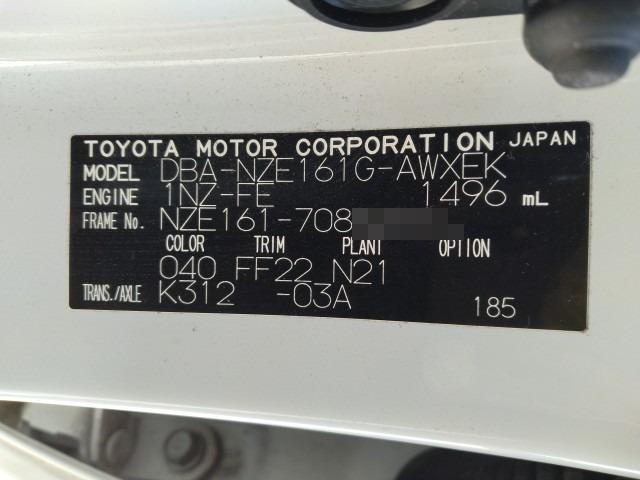 TOYOTA MOTOR CORPORATION JAPAN
MODEL DBA-NZE161G-AWXEK
ENGINE 1NZ-FE 1496 mL
FRAME No. NZE161-708
COLOR TRIM PLANT OPTION
040 FF22 N21
TRANS./AXLE K312 -03A 185